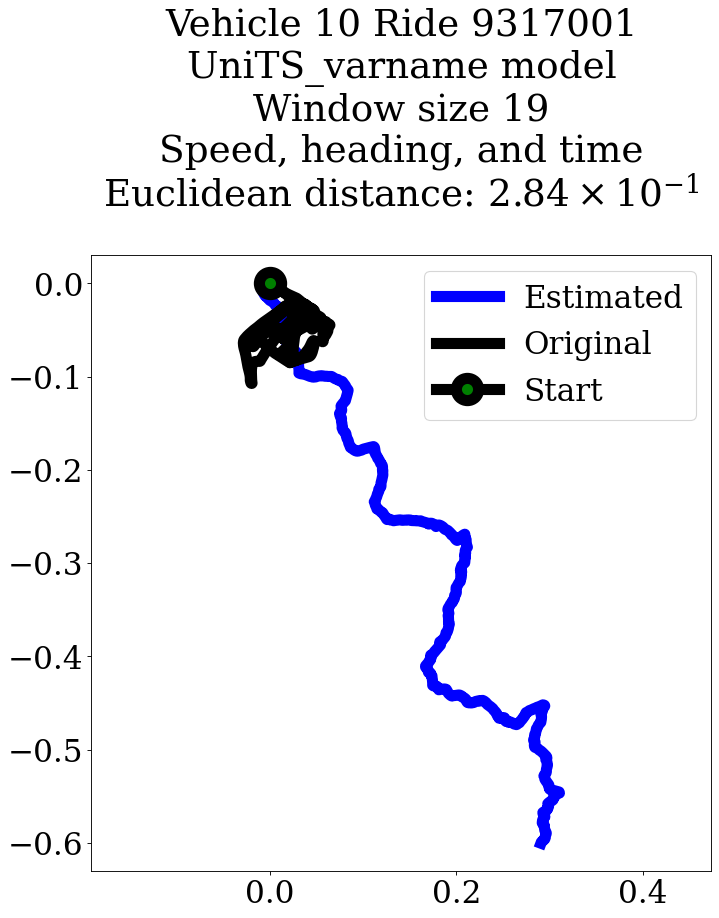 Vehicle 10 Ride 9317001
UniTS_varname model
Window size 19
Speed, heading, and time
Euclidean distance: 2.84 × 10⁻¹
Estimated
Original
Start
0.0
−0.1
−0.2
−0.3
−0.4
−0.5
−0.6
0.0 0.2 0.4